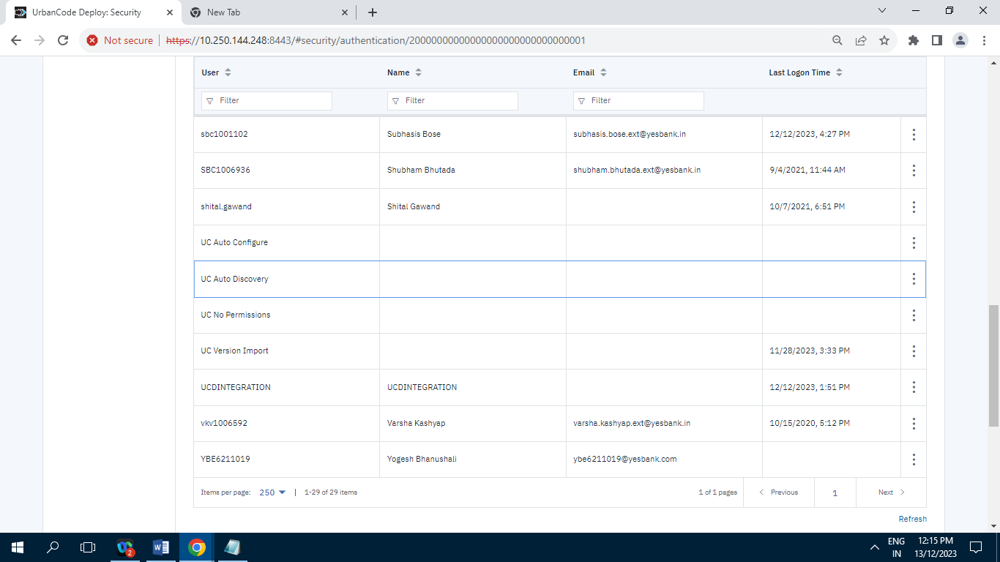 UrbanCode Deploy: Security
New Tab
Not secure https://10.250.144.248:8443/#security/authentication/20000000000000000000000000000001
User Name Email Last Logon Time
Filter Filter Filter
sbc1001102 Subhasis Bose subhasis.bose.ext@yesbank.in 12/12/2023, 4:27 PM
SBC1006936 Shubham Bhutada shubham.bhutada.ext@yesbank.in 9/4/2021, 11:44 AM
shital.gawand Shital Gawand 10/7/2021, 6:51 PM
UC Auto Configure
UC Auto Discovery
UC No Permissions
UC Version Import 11/28/2023, 3:33 PM
UCDINTEGRATION UCDINTEGRATION 12/12/2023, 1:51 PM
vkv1006592 Varsha Kashyap varsha.kashyap.ext@yesbank.in 10/15/2020, 5:12 PM
YBE6211019 Yogesh Bhanushali ybe6211019@yesbank.com
Items per page: 250 | 1-29 of 29 items 1 of 1 pages Previous 1 Next
Refresh
2
W
ENG
IN
12:15 PM
13/12/2023